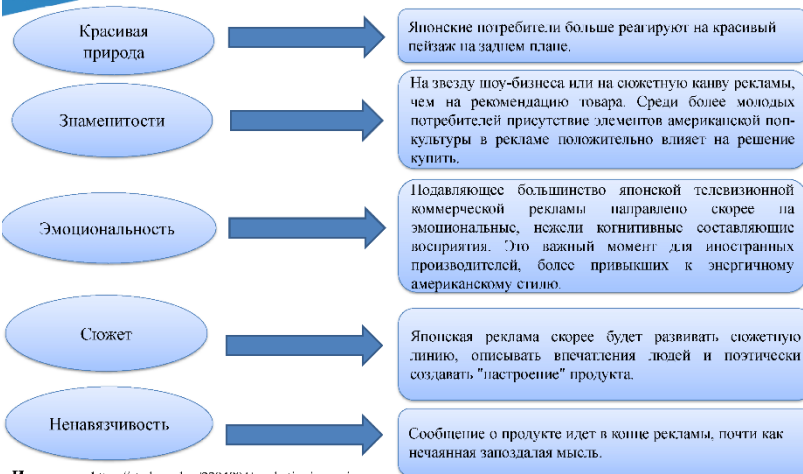 Красивая
природа
Японские потребители больше реагируют на красивый
пейзаж на заднем плане.
Знаменитости
На звезду шоу-бизнеса или на сюжетную канву рекламы,
чем на рекомендацию товара. Среди более молодых
потребителей присутствие элементов американской поп-
культуры в рекламе положительно влияет на решение
купить.
Эмоциональность
Подавляющее большинство японской телевизионной
коммерческой рекламы направлено скорее на
эмоциональные, нежели когнитивные составляющие
восприятия. Это важный момент для иностранных
производителей, более привыкших к энергичному
американскому стилю.
Сюжет
Японская реклама скорее будет развивать сюжетную
линию, описывать впечатления людей и поэтически
создавать "настроение" продукта.
Ненавязчивость
Сообщение о продукте идет в конце рекламы, почти как
нечаянная запоздалая мысль.